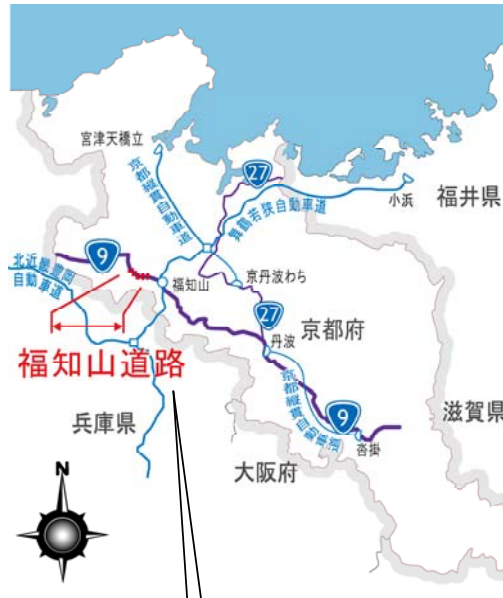 宮津天橋立
京都縦貫自動車道
27
舞鶴若狭自動車道
小浜
福井県
9
北近畿豊岡
自動車道
福知山
京丹波わち
27
京都府
丹波
福知山道路
京都縦貫自動車道
9
滋賀県
兵庫県
沓掛
大阪府
N